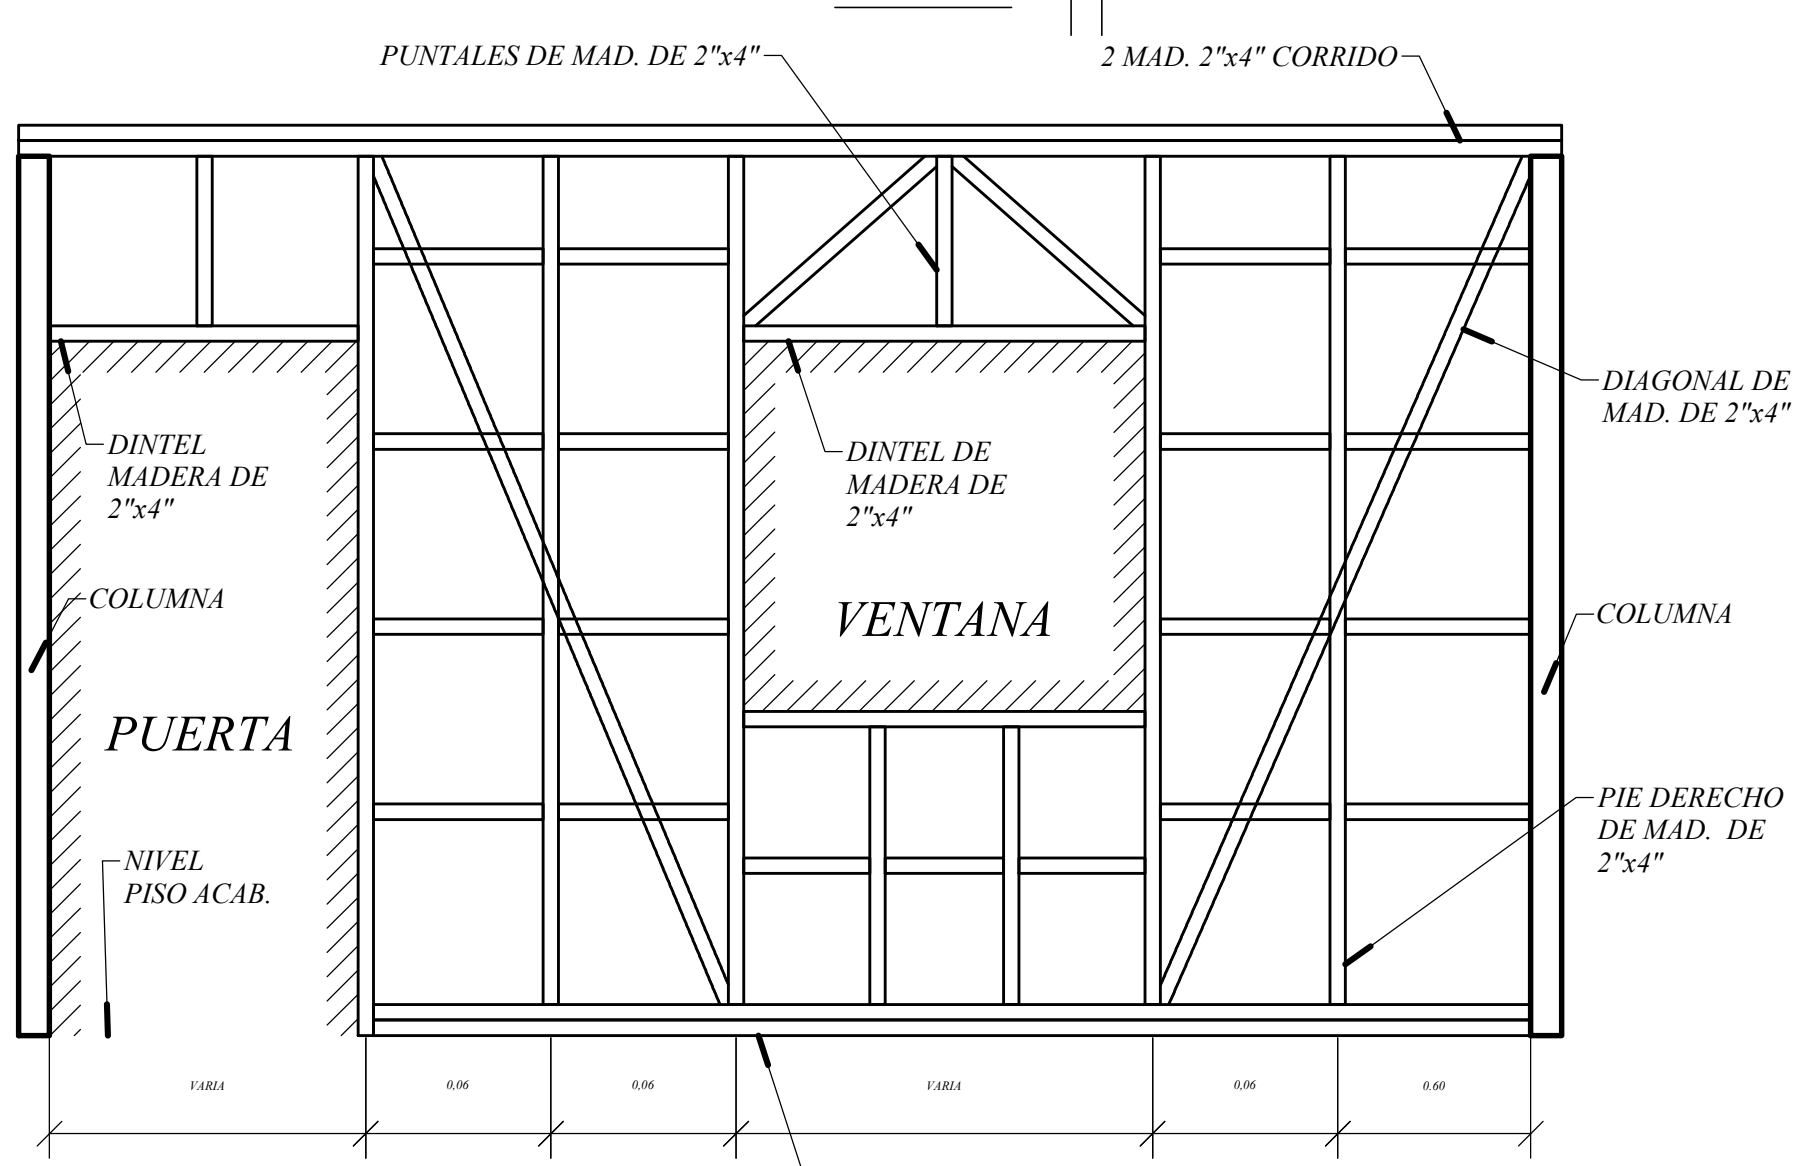 PUNTALES DE MAD. DE 2"x4"
2 MAD. 2"x4" CORRIDO
DIAGONAL DE
MAD. DE 2"x4"
DINTEL
MADERA DE
2"x4"
DINTEL DE
MADERA DE
2"x4"
COLUMNA
VENTANA
COLUMNA
PUERTA
PIE DERECHO
DE MAD. DE
2"x4"
NIVEL
PISO ACAB.
VARIA
0,06
0,06
VARIA
0,06
0.60